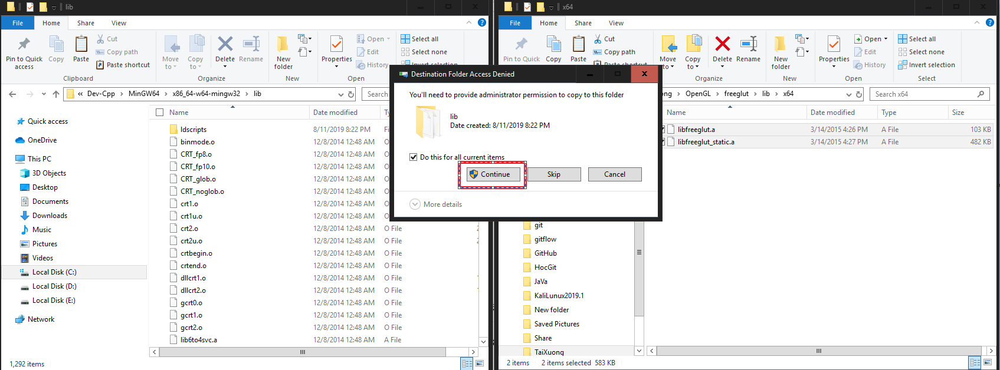 lib
File Home Share View
Pin to Quick access
Copy
Paste
Cut
Copy path
Paste shortcut
Clipboard
Move to
Copy to
Delete
Rename
Organize
New folder
New
Properties
Open
Edit
History
Open
Select all
Select none
Invert selection
« Dev-Cpp > MinGW64 > x86_64-w64-mingw32 > lib
Search
Quick access
OneDrive
This PC
3D Objects
Desktop
Documents
Downloads
Music
Pictures
Videos
Local Disk (C:)
Local Disk (D:)
Local Disk (E:)
Network
Name Date modified
ldscripts 8/11/2019 8:22 PM
binmode.o 12/8/2014 12:48 AM
CRT_fp8.o 12/8/2014 12:48 AM
CRT_fp10.o 12/8/2014 12:48 AM
CRT_glob.o 12/8/2014 12:48 AM
CRT_noglob.o 12/8/2014 12:48 AM
crt1.o 12/8/2014 12:48 AM
crt1u.o 12/8/2014 12:48 AM
crt2.o 12/8/2014 12:48 AM O File
crt2u.o 12/8/2014 12:48 AM O File
crtbegin.o 12/8/2014 12:48 AM O File
crtend.o 12/8/2014 12:48 AM O File
dllcrt1.o 12/8/2014 12:48 AM O File
dllcrt2.o 12/8/2014 12:48 AM O File
gcrt0.o 12/8/2014 12:48 AM O File
gcrt1.o 12/8/2014 12:48 AM O File
gcrt2.o 12/8/2014 12:48 AM O File
lib6to4svc.a 12/8/2014 12:48 AM A File
1,292 items
Destination Folder Access Denied
You'll need to provide administrator permission to copy to this folder
lib
Date created: 8/11/2019 8:22 PM
Do this for all current items
Continue Skip Cancel
More details
x64
File Home Share View
Pin to Quick
Copy
Paste
Cut
Copy path
Paste shortcut
Move to
Copy to
Delete
Rename
Organize
New folder
New
Properties
Open
Edit
History
Open
Select all
Select none
Invert selection
Select
ong > OpenGL > freeglut > lib > x64
Search x64
Name Date modified Type Size
libfreeglut.a 3/14/2015 4:26 PM A File 103 KB
libfreeglut_static.a 3/14/2015 4:27 PM A File 482 KB
git
gitflow
GitHub
HocGit
JaVa
KaliLunux2019.1
New folder
Saved Pictures
Share
TaiXuong
2 items 2 items selected 583 KB